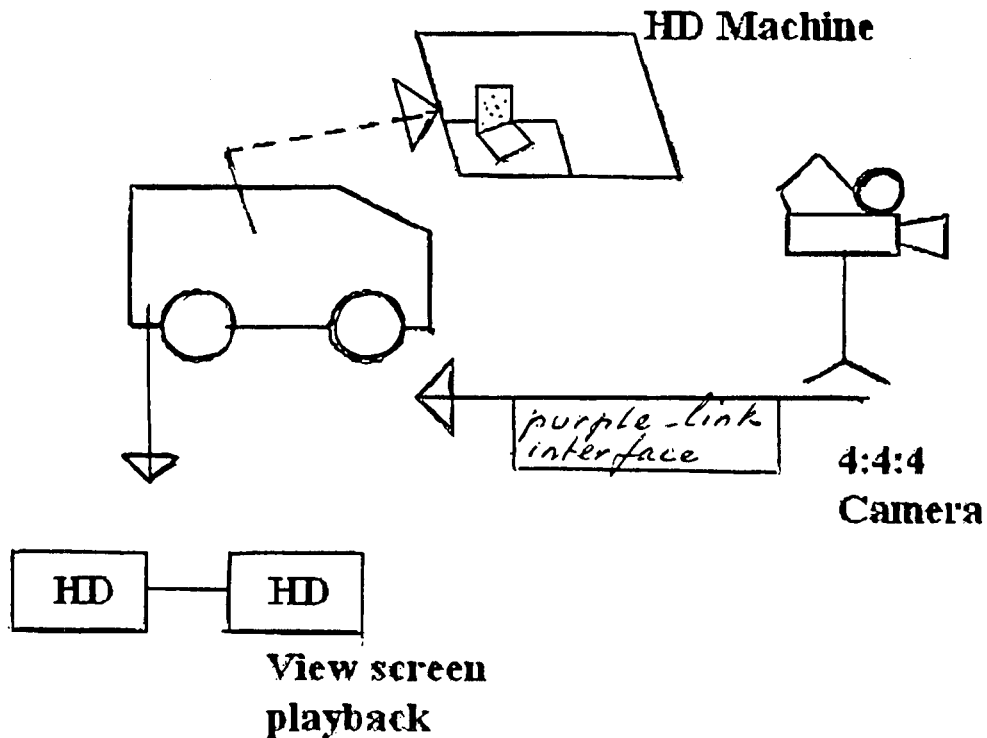 HD Machine
purple-link
interface
4:4:4
Camera
HD
HD
View screen
playback